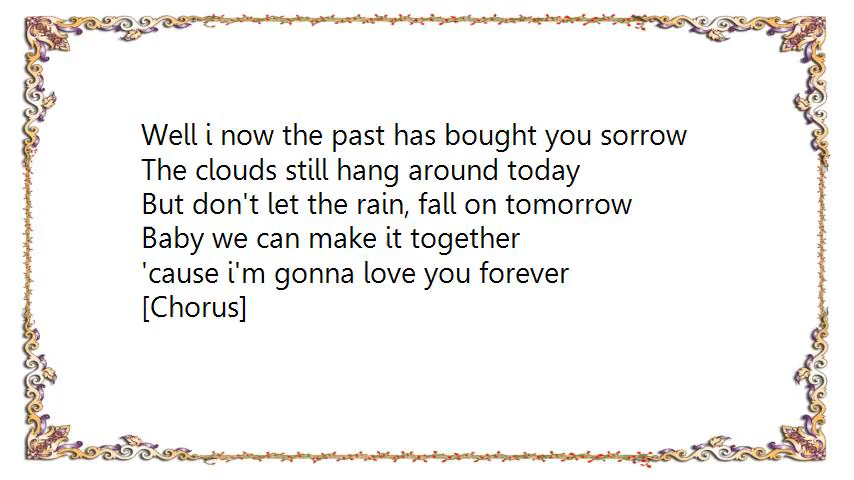 Well i now the past has bought you sorrow
The clouds still hang around today
But don't let the rain, fall on tomorrow
Baby we can make it together
'cause i'm gonna love you forever
[Chorus]